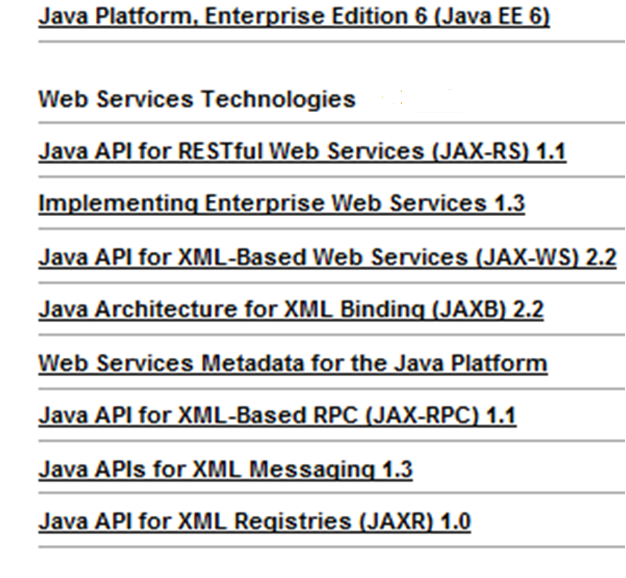 Java Platform, Enterprise Edition 6 (Java EE 6)
Web Services Technologies
Java API for RESTful Web Services (JAX-RS) 1.1
Implementing Enterprise Web Services 1.3
Java API for XML-Based Web Services (JAX-WS) 2.2
Java Architecture for XML Binding (JAXB) 2.2
Web Services Metadata for the Java Platform
Java API for XML-Based RPC (JAX-RPC) 1.1
Java APIs for XML Messaging 1.3
Java API for XML Registries (JAXR) 1.0